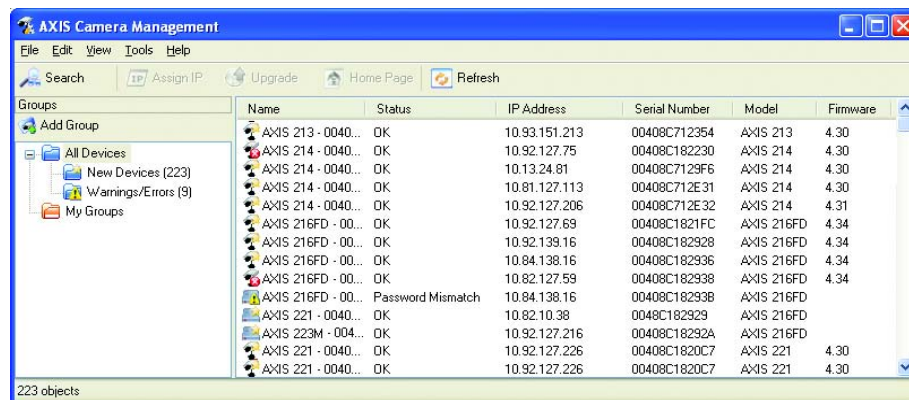 AXIS Camera Management
File Edit View Tools Help
Search Assign IP Upgrade Home Page Refresh
Groups
Add Group
All Devices
New Devices (223)
Warnings/Errors (9)
My Groups
Name Status IP Address Serial Number Model Firmware
AXIS 213 - 0040... OK 10.93.151.213 00408C712354 AXIS 213 4.30
AXIS 214 - 0040... OK 10.92.127.75 00408C182230 AXIS 214 4.30
AXIS 214 - 0040... OK 10.13.24.81 00408C7129F6 AXIS 214 4.30
AXIS 214 - 0040... OK 10.81.127.113 00408C712E31 AXIS 214 4.30
AXIS 214 - 0040... OK 10.92.127.206 00408C712E32 AXIS 214 4.31
AXIS 216FD - 00... OK 10.92.127.69 00408C1821FC AXIS 216FD 4.34
AXIS 216FD - 00... OK 10.92.139.16 00408C182928 AXIS 216FD 4.34
AXIS 216FD - 00... OK 10.84.138.16 00408C182936 AXIS 216FD 4.34
AXIS 216FD - 00... OK 10.82.127.59 00408C182938 AXIS 216FD 4.34
AXIS 216FD - 00... Password Mismatch 10.84.138.16 00408C18293B AXIS 216FD
AXIS 221 - 0040... OK 10.82.10.38 0048C182929 AXIS 216FD
AXIS 223M - 004... OK 10.92.127.216 00408C18292A AXIS 216FD
AXIS 221 - 0040... OK 10.92.127.226 00408C1820C7 AXIS 221 4.30
AXIS 221 - 0040... OK 10.92.127.226 00408C1820C7 AXIS 221 4.30
223 objects